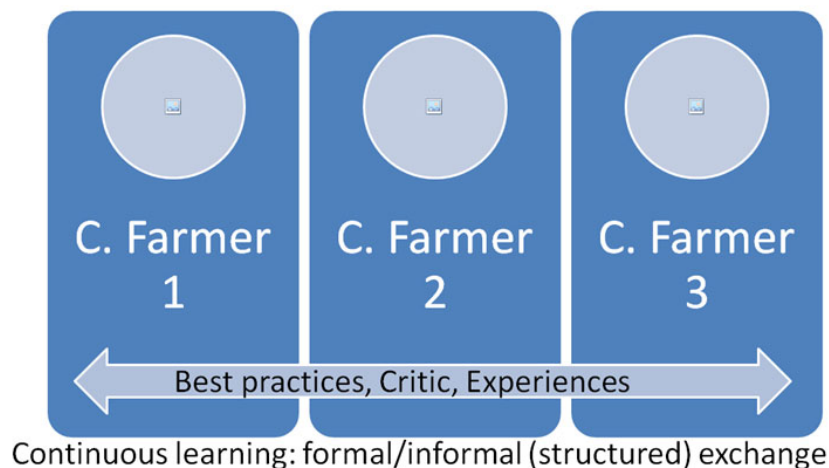 C. Farmer
1
C. Farmer
2
C. Farmer
3
Best practices, Critic, Experiences
Continuous learning: formal/informal (structured) exchange